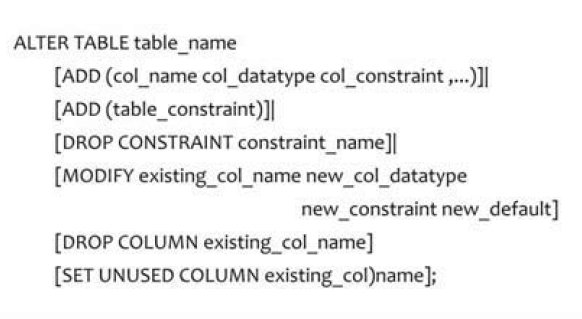 ALTER TABLE table_name
[ADD (col_name col_datatype col_constraint ,...)]|
[ADD (table_constraint)]|
[DROP CONSTRAINT constraint_name]|
[MODIFY existing_col_name new_col_datatype
new_constraint new_default]
[DROP COLUMN existing_col_name]
[SET UNUSED COLUMN existing_col)name];